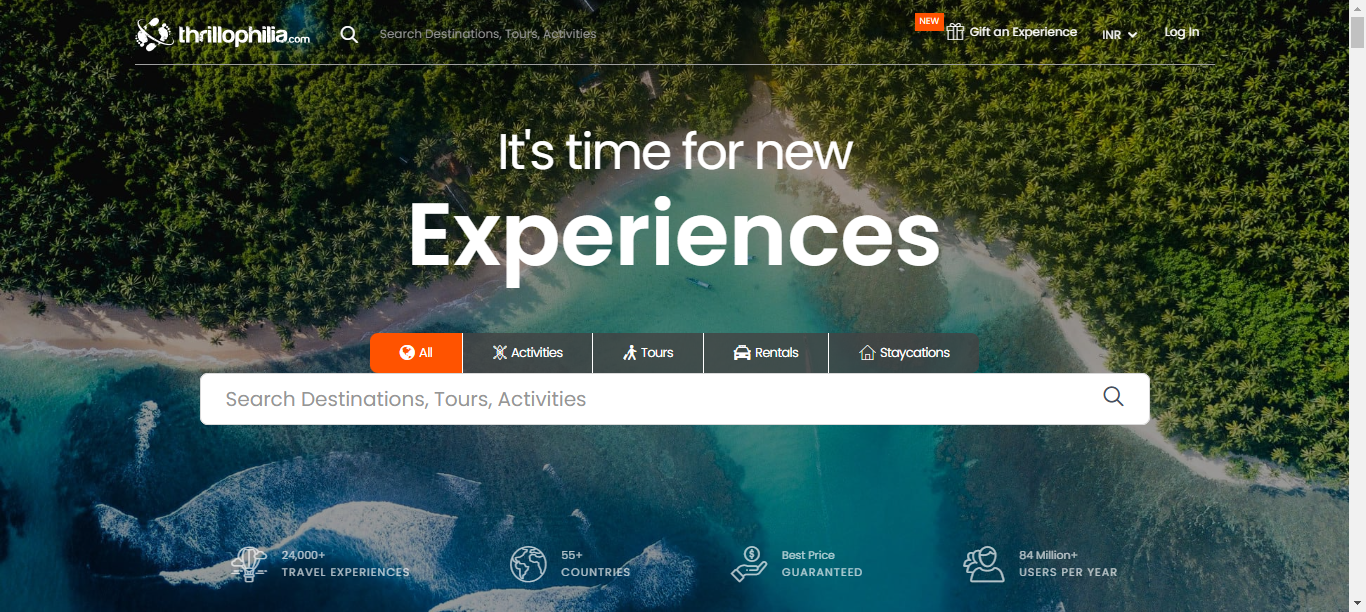 thrillophilia.com
Search Destinations, Tours, Activities
NEW
Gift an Experience
INR
Log In
It's time for new
Experiences
All
Activities
Tours
Rentals
Staycations
Search Destinations, Tours, Activities
24,000+
TRAVEL EXPERIENCES
55+
COUNTRIES
Best Price
GUARANTEED
84 Million+
USERS PER YEAR